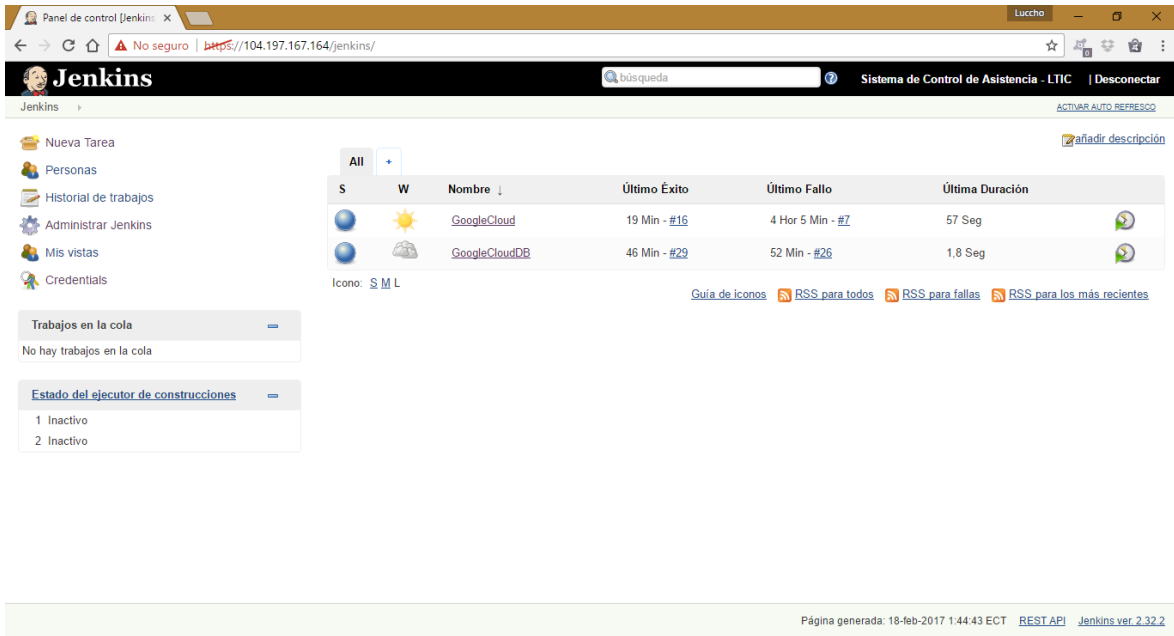 Luccho
Panel de control [Jenkins
No seguro | https://104.197.167.164/jenkins/
Jenkins
búsqueda
Sistema de Control de Asistencia - LTIC | Desconectar
Jenkins
ACTIVAR AUTO REFRESCO
Nueva Tarea
Personas
Historial de trabajos
Administrar Jenkins
Mis vistas
Credentials
Trabajos en la cola
No hay trabajos en la cola
Estado del ejecutor de construcciones
1 Inactivo
2 Inactivo
añadir descripción
All +
S W Nombre ↓ Último Éxito Último Fallo Última Duración
GoogleCloud 19 Min - #16 4 Hor 5 Min - #7 57 Seg
GoogleCloudDB 46 Min - #29 52 Min - #26 1,8 Seg
Icono: S M L
Guía de iconos RSS para todos RSS para fallas RSS para los más recientes
Página generada: 18-feb-2017 1:44:43 ECT REST API Jenkins ver. 2.32.2